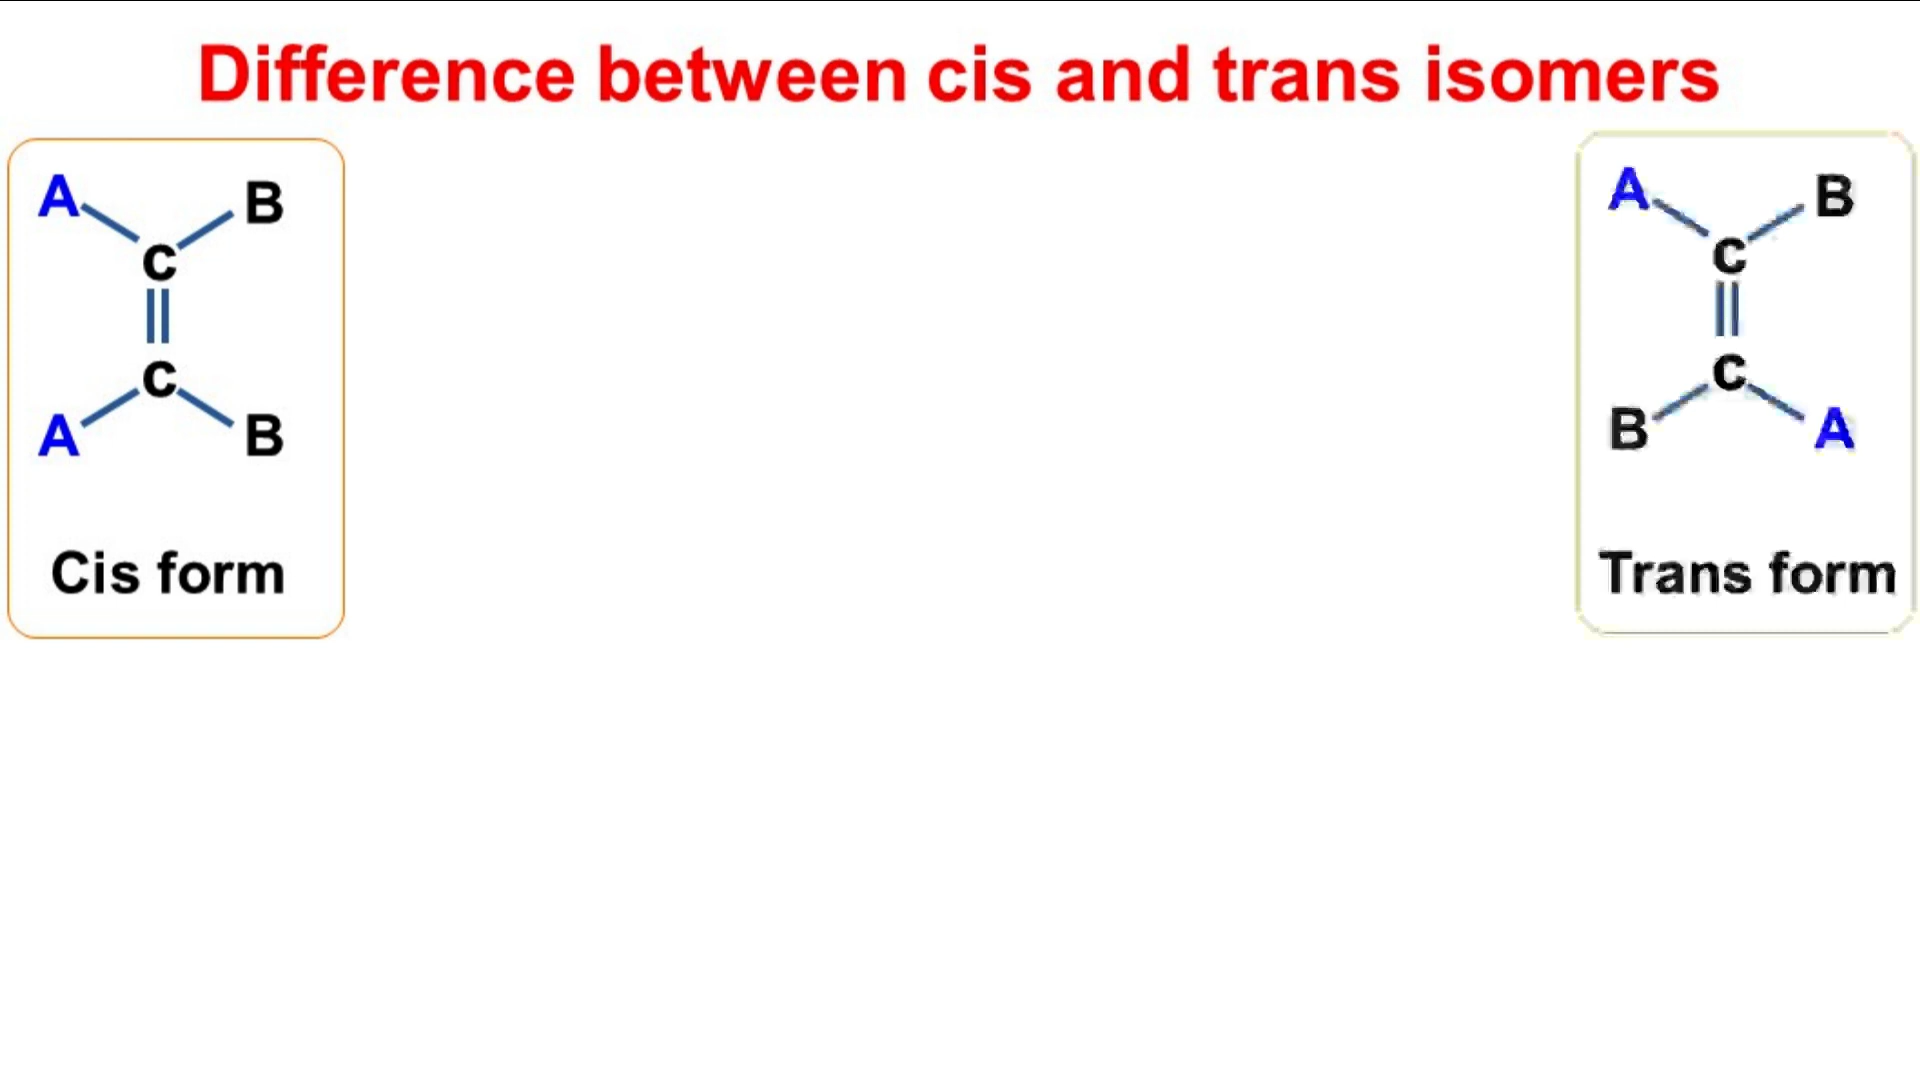 Difference between cis and trans isomers
A B
C
C
A B
Cis form
A B
C
C
B A
Trans form